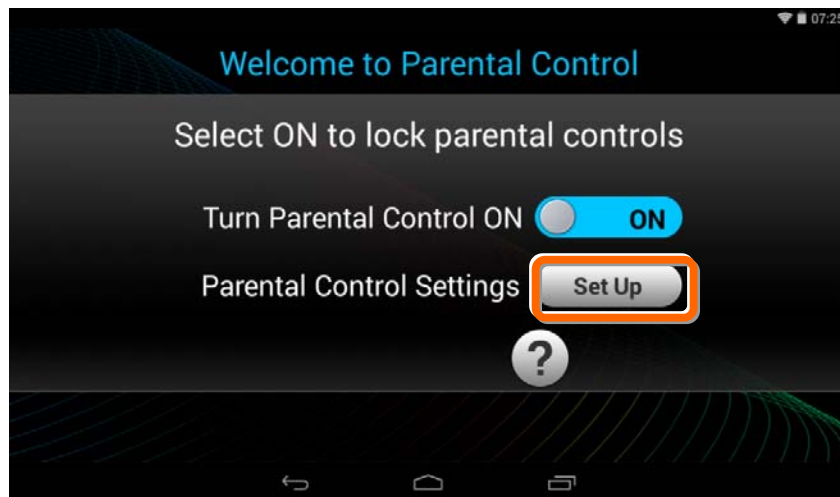 07:25
Welcome to Parental Control
Select ON to lock parental controls
Turn Parental Control ON ON
Parental Control Settings Set Up
?